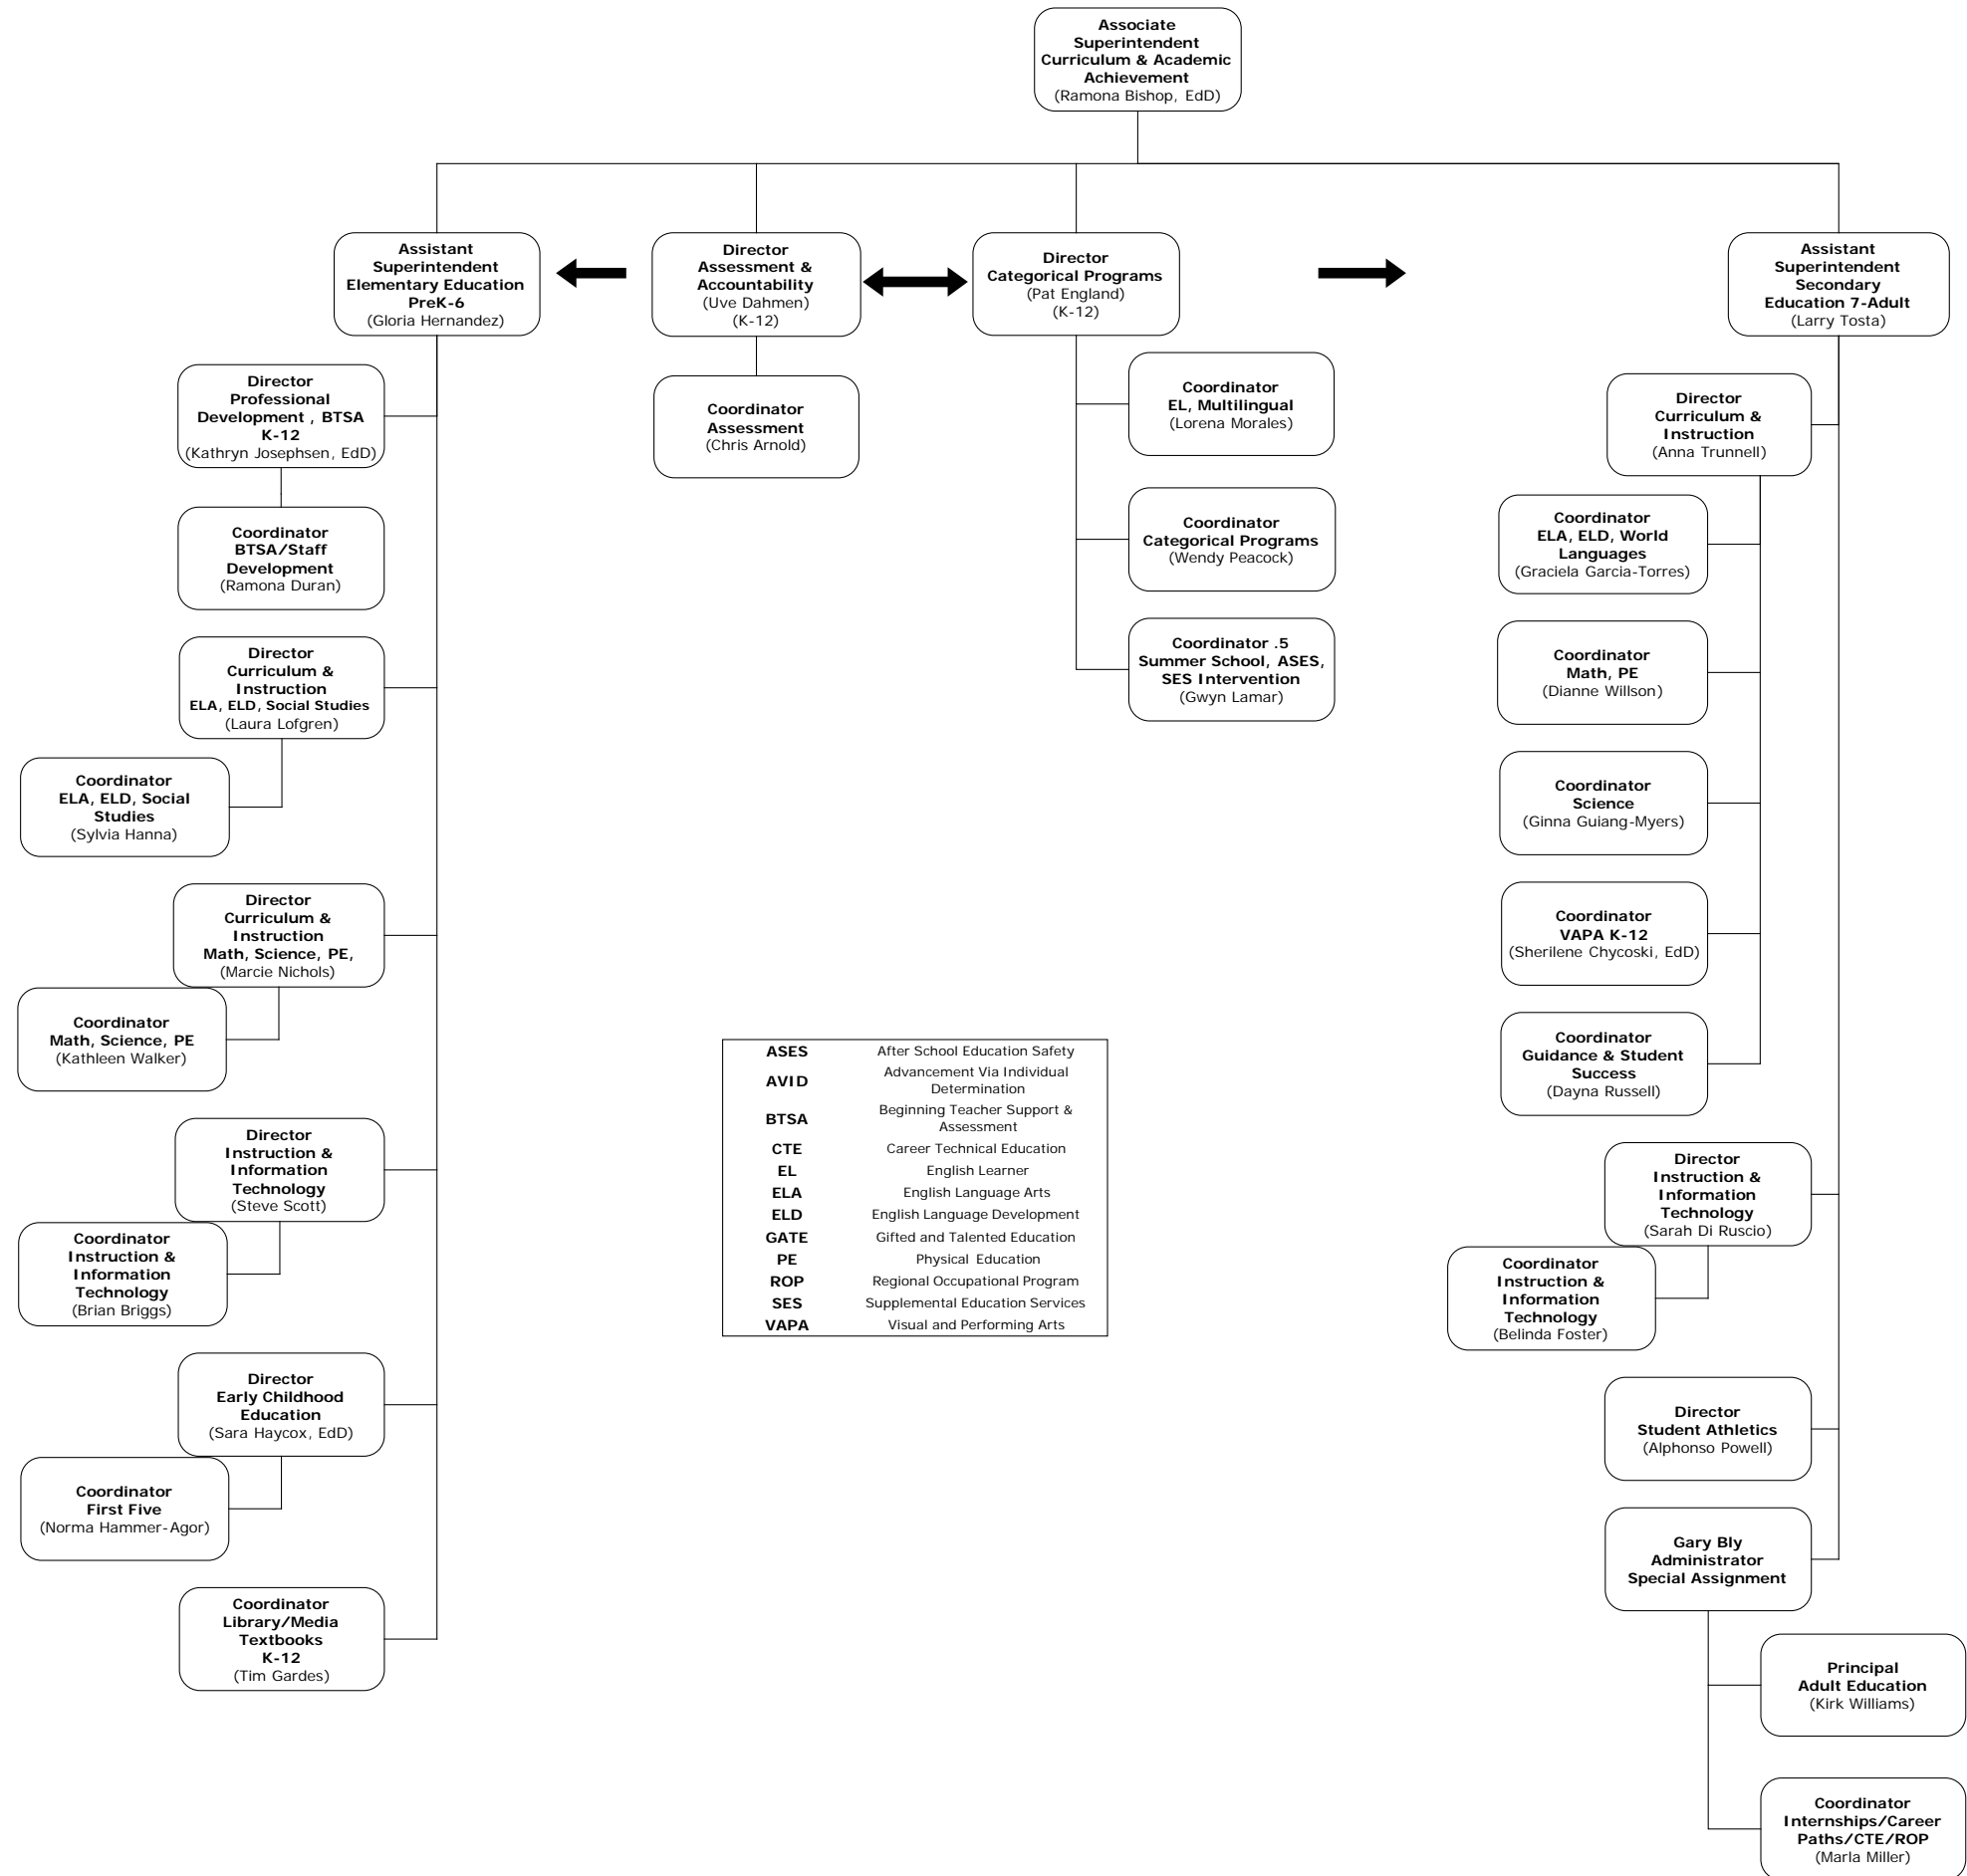 Associate
Superintendent
Curriculum & Academic
Achievement
(Ramona Bishop, EdD)
Assistant
Superintendent
Elementary Education
PreK-6
(Gloria Hernandez)
Director
Assessment &
Accountability
(Uve Dahmen)
(K-12)
Director
Categorical Programs
(Pat England)
(K-12)
Assistant
Superintendent
Secondary
Education 7-Adult
(Larry Tosta)
Director
Professional
Development , BTSA
K-12
(Kathryn Josephsen, EdD)
Coordinator
BTSA/Staff
Development
(Ramona Duran)
Director
Curriculum &
Instruction
ELA, ELD, Social Studies
(Laura Lofgren)
Coordinator
ELA, ELD, Social
Studies
(Sylvia Hanna)
Director
Curriculum &
Instruction
Math, Science, PE,
(Marcie Nichols)
Coordinator
Math, Science, PE
(Kathleen Walker)
Director
Instruction &
Information
Technology
(Steve Scott)
Coordinator
Instruction &
Information
Technology
(Brian Briggs)
Director
Early Childhood
Education
(Sara Haycox, EdD)
Coordinator
First Five
(Norma Hammer-Agor)
Coordinator
Library/Media
Textbooks
K-12
(Tim Gardes)
Coordinator
Assessment
(Chris Arnold)
Coordinator
EL, Multilingual
(Lorena Morales)
Coordinator
Categorical Programs
(Wendy Peacock)
Coordinator .5
Summer School, ASES,
SES Intervention
(Gwyn Lamar)
ASES After School Education Safety
AVID Advancement Via Individual
Determination
BTSA Beginning Teacher Support &
Assessment
CTE Career Technical Education
EL English Learner
ELA English Language Arts
ELD English Language Development
GATE Gifted and Talented Education
PE Physical Education
ROP Regional Occupational Program
SES Supplemental Education Services
VAPA Visual and Performing Arts
Director
Curriculum &
Instruction
(Anna Trunnell)
Coordinator
ELA, ELD, World
Languages
(Graciela Garcia-Torres)
Coordinator
Math, PE
(Dianne Willson)
Coordinator
Science
(Ginna Guiang-Myers)
Coordinator
VAPA K-12
(Sherilene Chycoski, EdD)
Coordinator
Guidance & Student
Success
(Dayna Russell)
Director
Instruction &
Information
Technology
(Sarah Di Ruscio)
Coordinator
Instruction &
Information
Technology
(Belinda Foster)
Director
Student Athletics
(Alphonso Powell)
Gary Bly
Administrator
Special Assignment
Principal
Adult Education
(Kirk Williams)
Coordinator
Internships/Career
Paths/CTE/ROP
(Marla Miller)